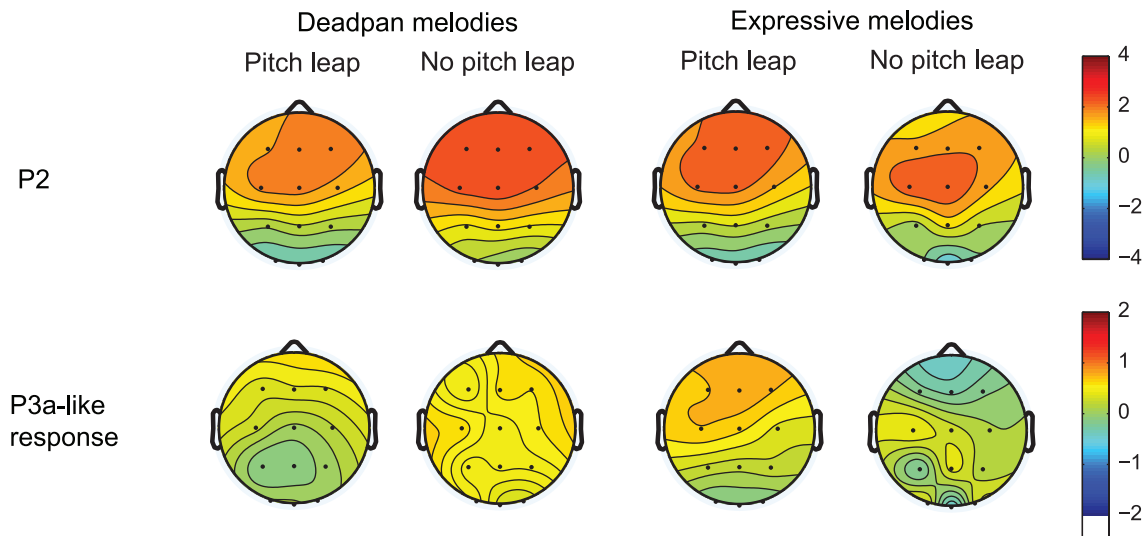 Deadpan melodies
Expressive melodies
Pitch leap
No pitch leap
Pitch leap
No pitch leap
P2
4
2
0
−2
−4
P3a-like
response
2
1
0
−1
−2